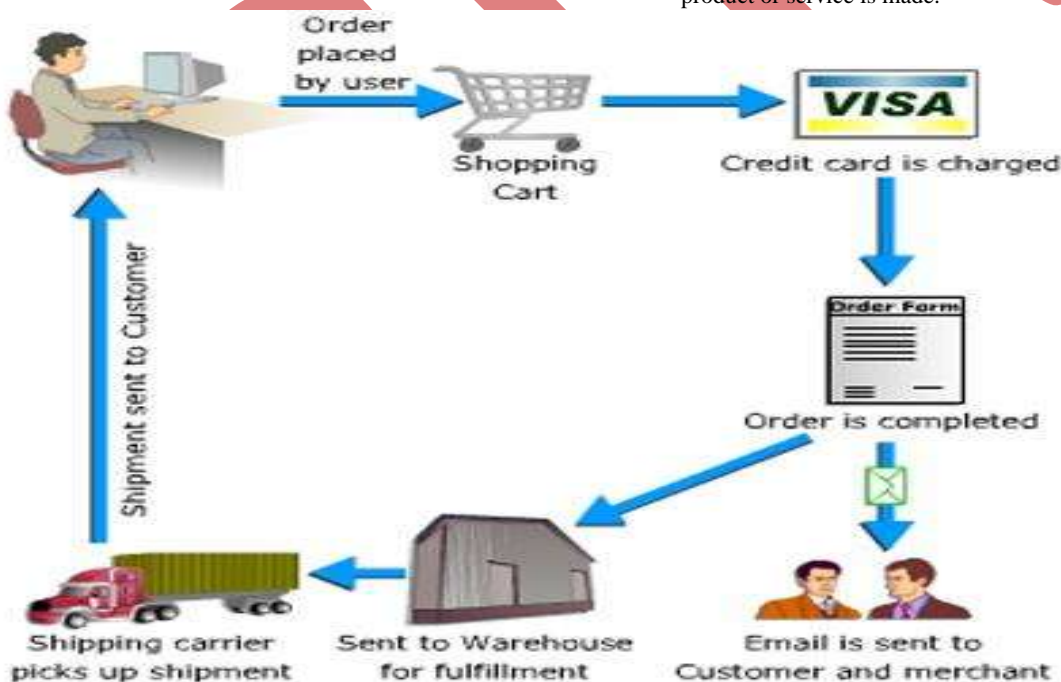 product or service is made.
Order
placed
by user
VISA
Shopping
Cart
Credit card is charged
Order Form
Order is completed
Shipment sent to Customer
Shipping carrier
picks up shipment
Sent to Warehouse
for fulfillment
Email is sent to
Customer and merchant